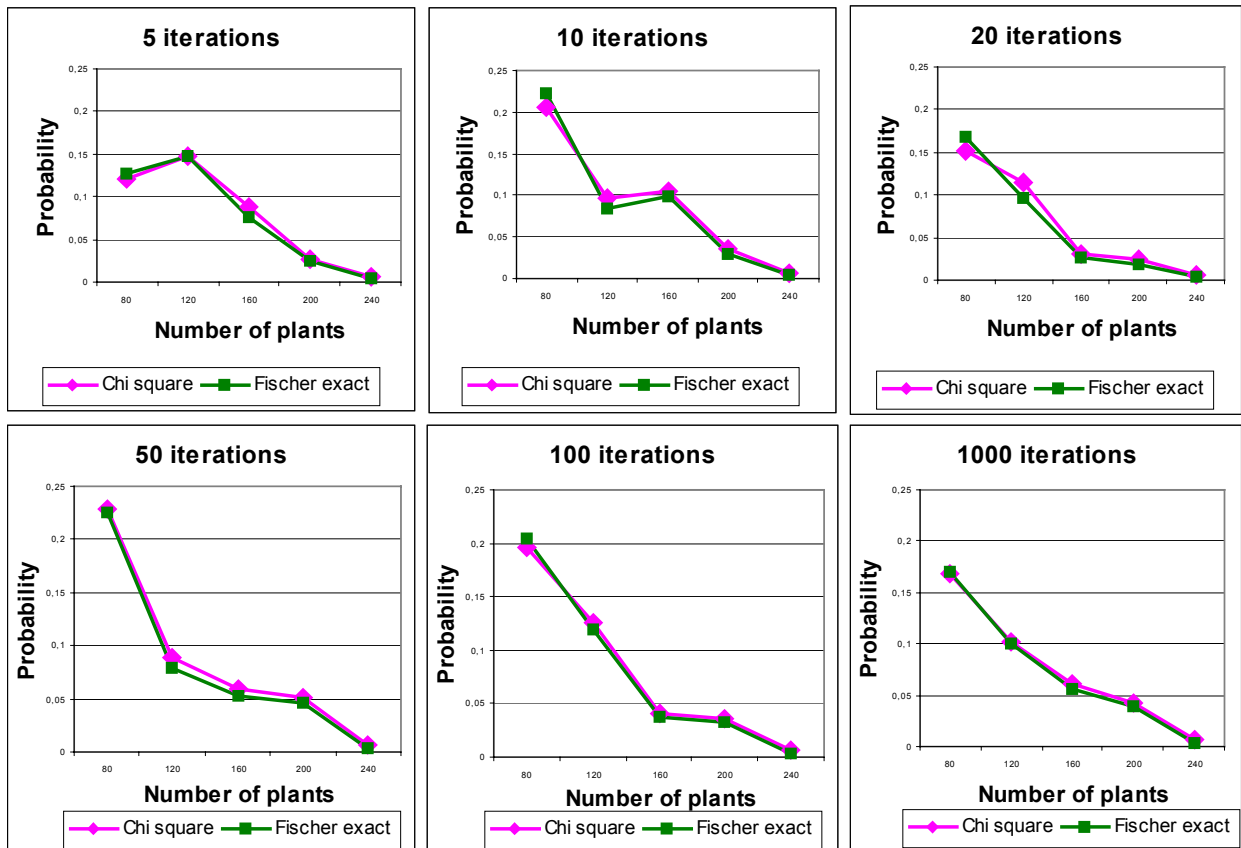 5 iterations
0,25
0,2
0,15
0,1
0,05
0
Probability
80 120 160 200 240
Number of plants
Chi square Fischer exact
10 iterations
0,25
0,2
0,15
0,1
0,05
0
Probability
80 120 160 200 240
Number of plants
Chi square Fischer exact
20 iterations
0,25
0,2
0,15
0,1
0,05
0
Probability
80 120 160 200 240
Number of plants
Chi square Fischer exact
50 iterations
0,25
0,2
0,15
0,1
0,05
0
Probability
80 120 160 200 240
Number of plants
Chi square Fischer exact
100 iterations
0,25
0,2
0,15
0,1
0,05
0
Probability
80 120 160 200 240
Number of plants
Chi square Fischer exact
1000 iterations
0,25
0,2
0,15
0,1
0,05
0
Probability
80 120 160 200 240
Number of plants
Chi square Fischer exact